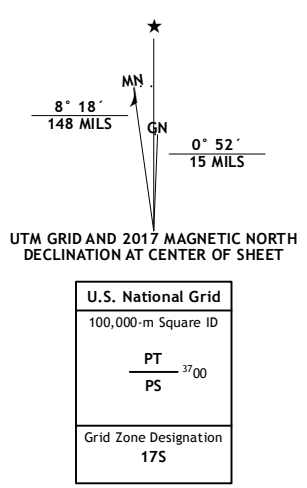 ★
MN
8° 18´
148 MILS
GN
0° 52´
15 MILS
UTM GRID AND 2017 MAGNETIC NORTH
DECLINATION AT CENTER OF SHEET
U.S. National Grid
100,000-m Square ID
PT
3700
PS
Grid Zone Designation
17S